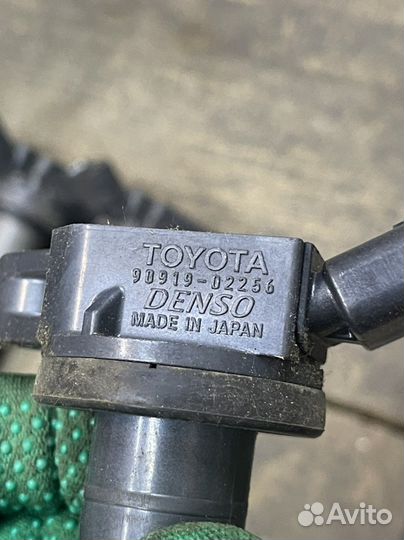 TOYOTA
90919-02256
DENSO
MADE IN JAPAN
Avito